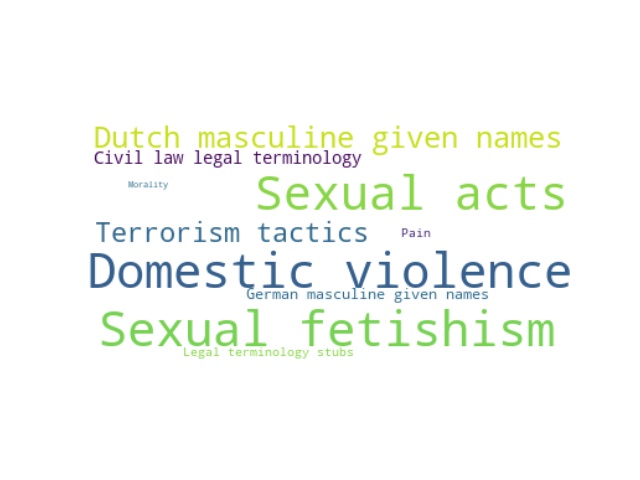 Dutch masculine given names
Civil law legal terminology
Morality
Sexual acts
Terrorism tactics
Pain
Domestic violence
German masculine given names
Sexual fetishism
Legal terminology stubs